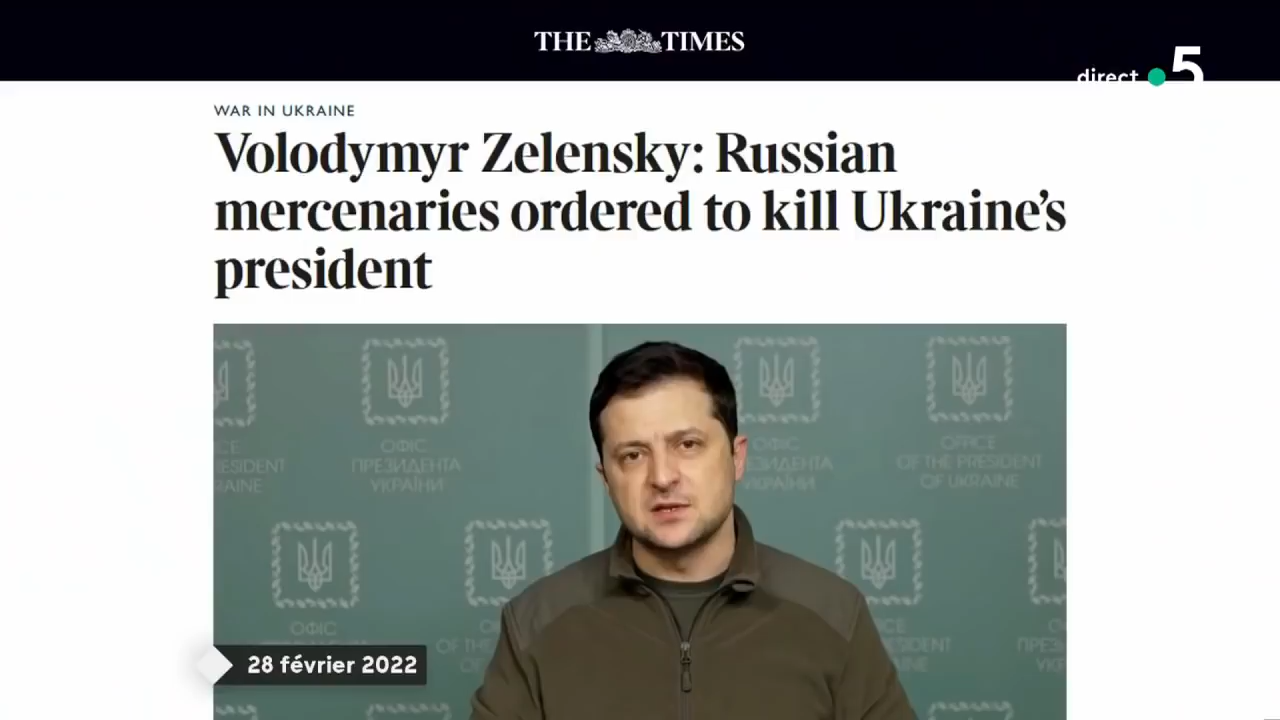 THE TIMES
direct 5
WAR IN UKRAINE
Volodymyr Zelensky: Russian
mercenaries ordered to kill Ukraine’s
president
ОФІС
ПРЕЗИДЕНТА
УКРАЇНИ
OFFICE
OF THE PRESIDENT
OF UKRAINE
28 février 2022